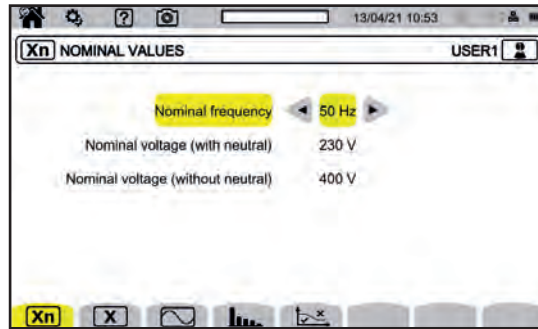 ? 13/04/21 10:53
Xn NOMINAL VALUES USER1
Nominal frequency 50 Hz
Nominal voltage (with neutral) 230 V
Nominal voltage (without neutral) 400 V
Xn X x